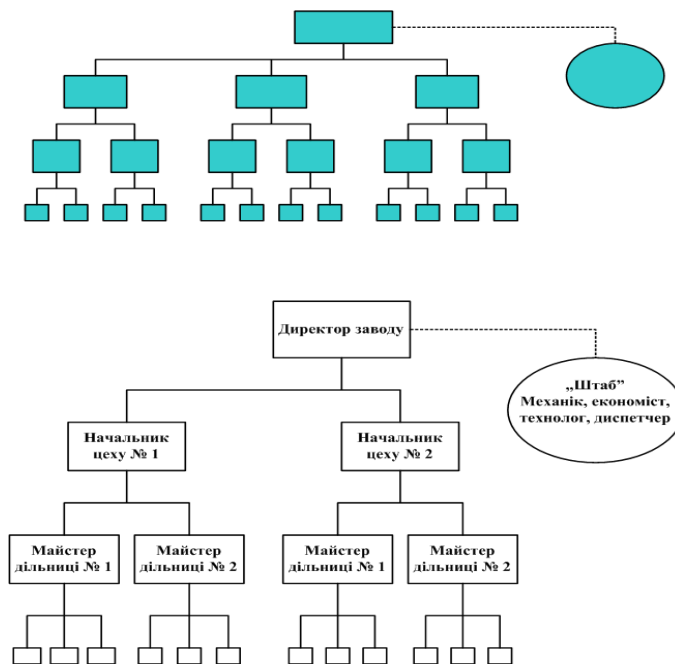 Директор заводу
„Штаб”
Механік, економіст,
технолог, диспетчер
Начальник
цеху № 1
Начальник
цеху № 2
Майстер
дільниці № 1
Майстер
дільниці № 2
Майстер
дільниці № 1
Майстер
дільниці № 2